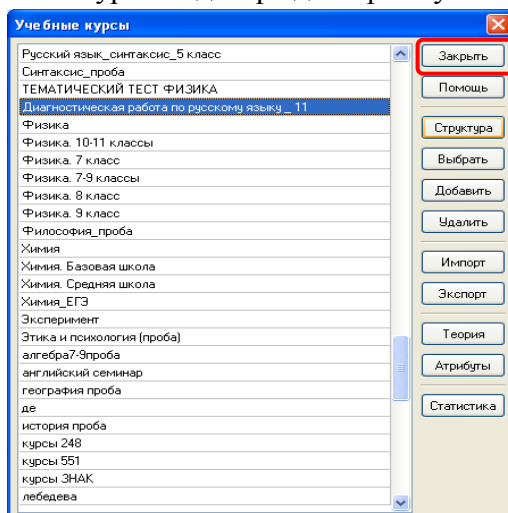 Учебные курсы
Русский язык_синтаксис_5 класс
Синтаксис_проба
ТЕМАТИЧЕСКИЙ ТЕСТ ФИЗИКА
Диагностическая работа по русскому языку _ 11
Физика
Физика. 10-11 классы
Физика. 7 класс
Физика. 7-9 классы
Физика. 8 класс
Физика. 9 класс
Философия_проба
Химия
Химия. Базовая школа
Химия. Средняя школа
Химия_ЕГЭ
Эксперимент
Этика и психология (проба)
алгебра7-9проба
английский семинар
география проба
де
история проба
курсы 248
курсы 551
курсы ЗНАК
лебедева
Закрыть
Помощь
Структура
Выбрать
Добавить
Удалить
Импорт
Экспорт
Теория
Атрибуты
Статистика